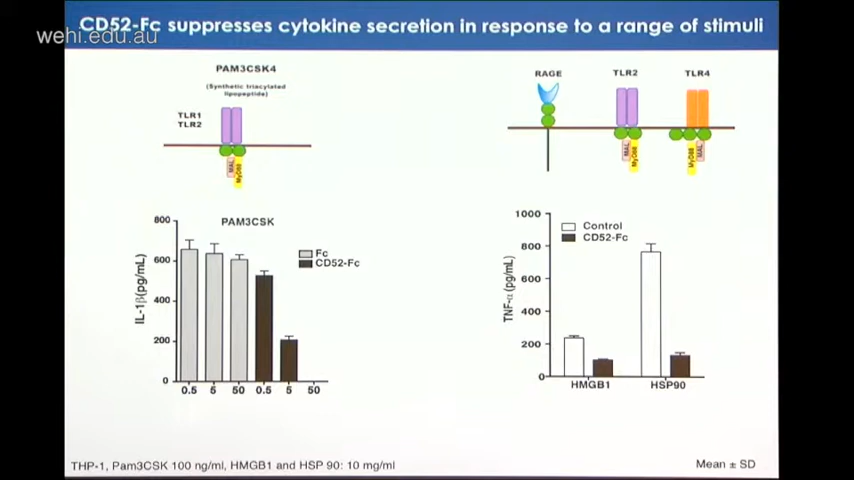 CD52-Fc suppresses cytokine secretion in response to a range of stimuli
wehi.edu.au
PAM3CSK4
(Synthetic triacylated
lipopeptide)
TLR1
TLR2
MAL
MyD88
RAGE
TLR2
TLR4
MAL
MyD88
MyD88
MAL
PAM3CSK
IL-1β(pg/mL)
800
600
400
200
0
0.5 5 50 0.5 5 50
Fc
CD52-Fc
TNF-α (pg/mL)
1000
800
600
400
200
0
HMGB1 HSP90
Control
CD52-Fc
THP-1, Pam3CSK 100 ng/ml, HMGB1 and HSP 90: 10 mg/ml
Mean ± SD